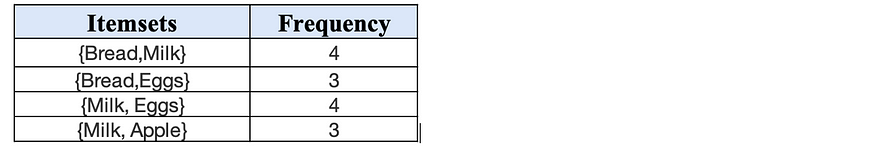 Itemsets Frequency
{Bread,Milk} 4
{Bread,Eggs} 3
{Milk, Eggs} 4
{Milk, Apple} 3